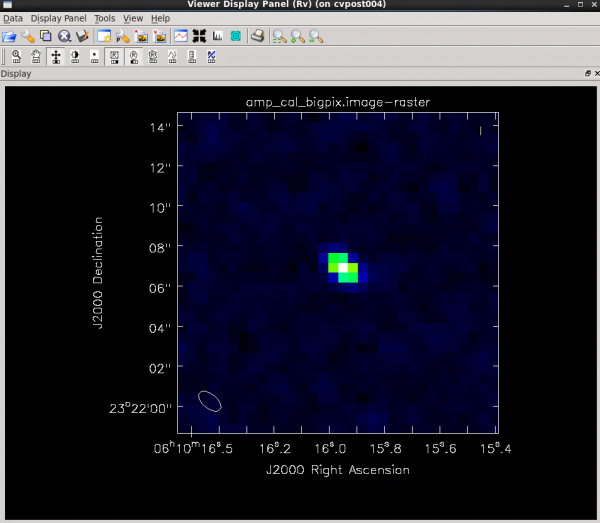 Viewer Display Panel (Rv) (on cvpost004)
Data Display Panel Tools View Help
Display
amp_cal_bigpix.image-raster
14"
12"
10"
08"
06"
04"
02"
23°22'00"
J2000 Declination
06ʰ10ᵐ16ˢ.5 16ˢ.2 16ˢ.0 15ˢ.8 15ˢ.6 15ˢ.4
J2000 Right Ascension